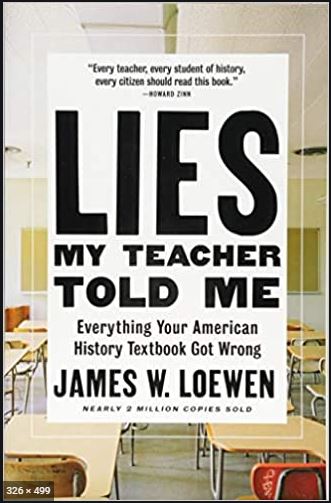 "Every teacher, every student of history,
every citizen should read this book."
—HOWARD ZINN
LIES
MY TEACHER
TOLD ME
Everything Your American
History Textbook Got Wrong
JAMES W. LOEWEN
NEARLY 2 MILLION COPIES SOLD
326 × 499